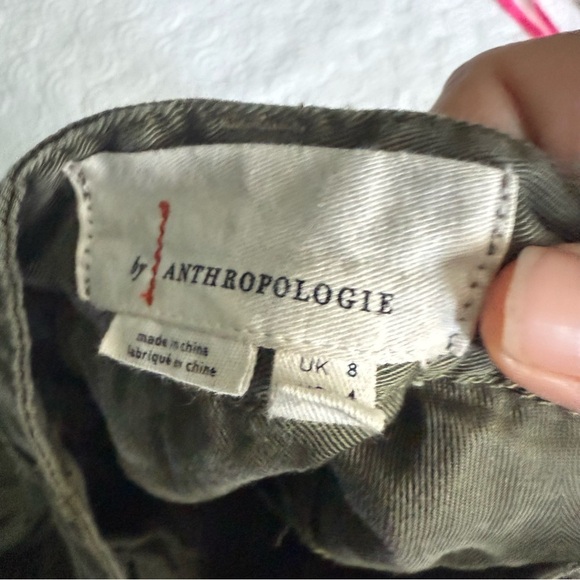 by ANTHROPOLOGIE
made in china
fabriqué en chine
UK 8